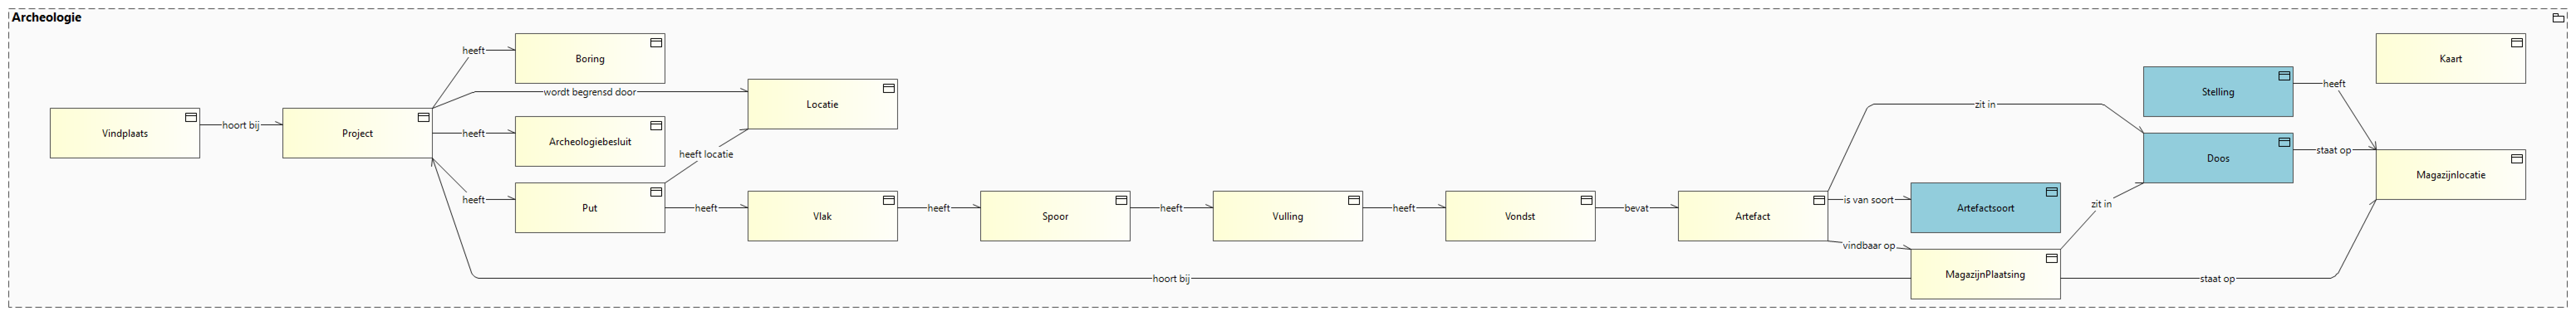 Archeologie
Boring
Kaart
heeft
Stelling
heeft
wordt begrensd door
Locatie
zit in
Vindplaats
hoort bij
Project
heeft
Archeologiebesluit
heeft locatie
Doos
staat op
Magazijnlocatie
heeft
Put
heeft
Vlak
heeft
Spoor
heeft
Vulling
heeft
Vondst
bevat
Artefact
is van soort
Artefactsoort
zit in
vindbaar op
MagazijnPlaatsing
hoort bij
staat op